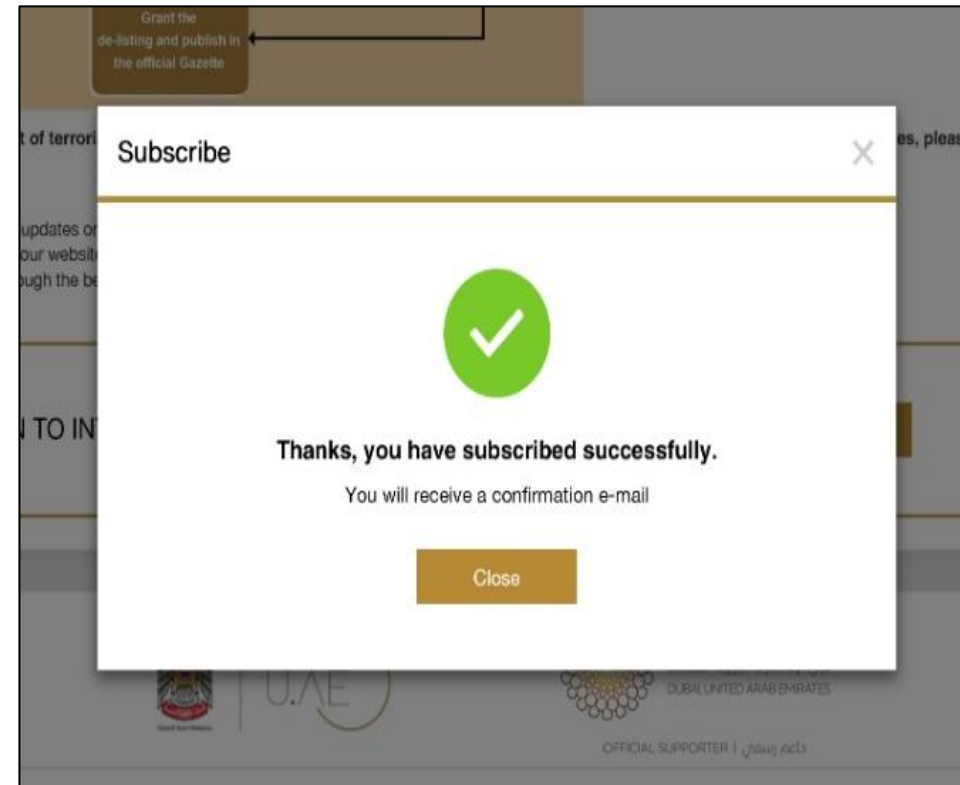 Grant the
de-listing and publish in
the official Gazette
t of terrori
es, pleas
Subscribe
updates or
our websit
ough the be
Thanks, you have subscribed successfully.
You will receive a confirmation e-mail
TO IN
Close
U.AE
DUBAI, UNITED ARAB EMIRATES
OFFICIAL SUPPORTER | داعم رسمي